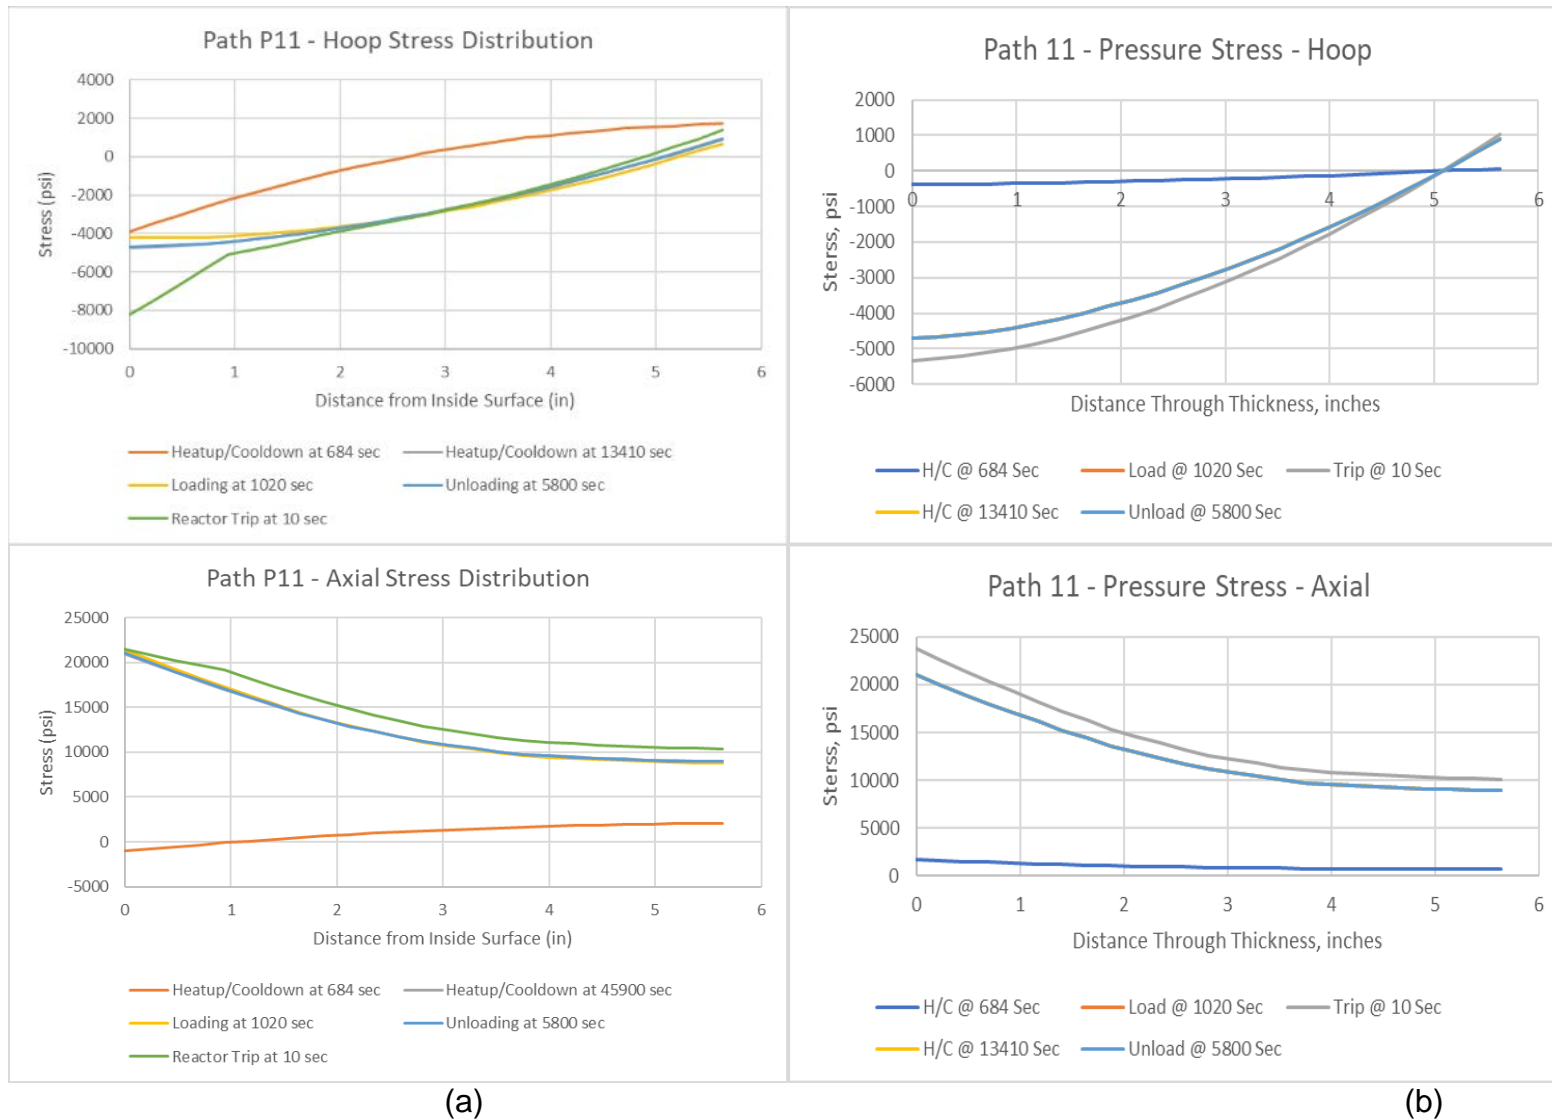 Path P11 - Hoop Stress Distribution
4000
2000
0
-2000
-4000
-6000
-8000
-10000
Stress (psi)
0 1 2 3 4 5 6
Distance from Inside Surface (in)
Heatup/Cooldown at 684 sec Heatup/Cooldown at 13410 sec
Loading at 1020 sec Unloading at 5800 sec
Reactor Trip at 10 sec
Path 11 - Pressure Stress - Hoop
2000
1000
0
-1000
-2000
-3000
-4000
-5000
-6000
Sterss, psi
0 1 2 3 4 5 6
Distance Through Thickness, inches
H/C @ 684 Sec Load @ 1020 Sec Trip @ 10 Sec
H/C @ 13410 Sec Unload @ 5800 Sec
Path P11 - Axial Stress Distribution
25000
20000
15000
10000
5000
0
-5000
Stress (psi)
0 1 2 3 4 5 6
Distance from Inside Surface (in)
Heatup/Cooldown at 684 sec Heatup/Cooldown at 45900 sec
Loading at 1020 sec Unloading at 5800 sec
Reactor Trip at 10 sec
Path 11 - Pressure Stress - Axial
25000
20000
15000
10000
5000
0
Sterss, psi
0 1 2 3 4 5 6
Distance Through Thickness, inches
H/C @ 684 Sec Load @ 1020 Sec Trip @ 10 Sec
H/C @ 13410 Sec Unload @ 5800 Sec
(a) (b)